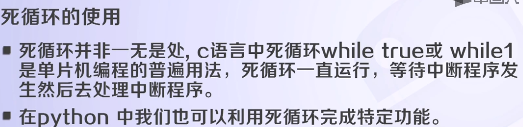 死循环的使用
▪ 死循环并非一无是处, c语言中死循环while true或 while1
是单片机编程的普遍用法，死循环一直运行，等待中断程序发
生然后去处理中断程序。
▪ 在python 中我们也可以利用死循环完成特定功能。